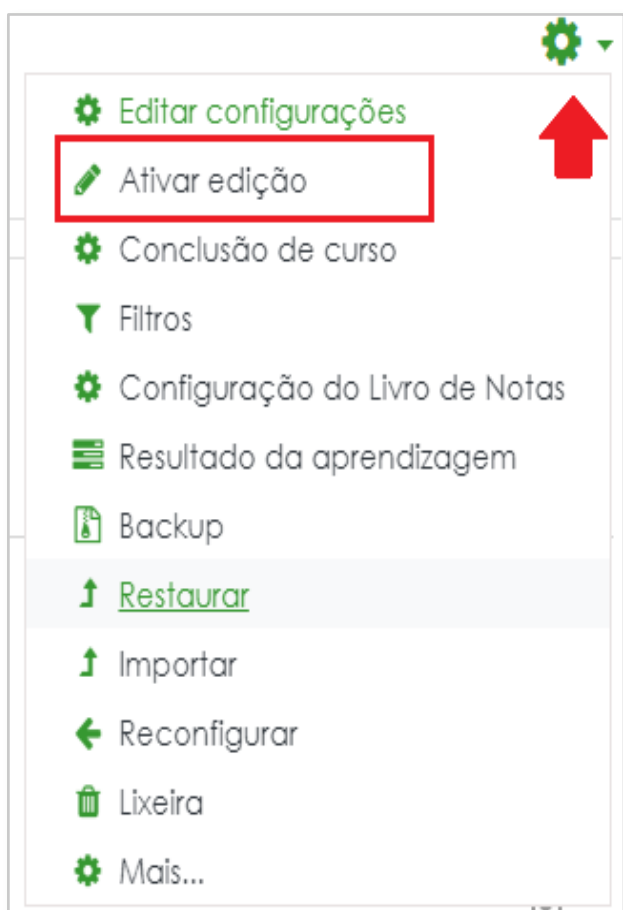 Editar configurações
Ativar edição
Conclusão de curso
Filtros
Configuração do Livro de Notas
Resultado da aprendizagem
Backup
Restaurar
Importar
Reconfigurar
Lixeira
Mais...